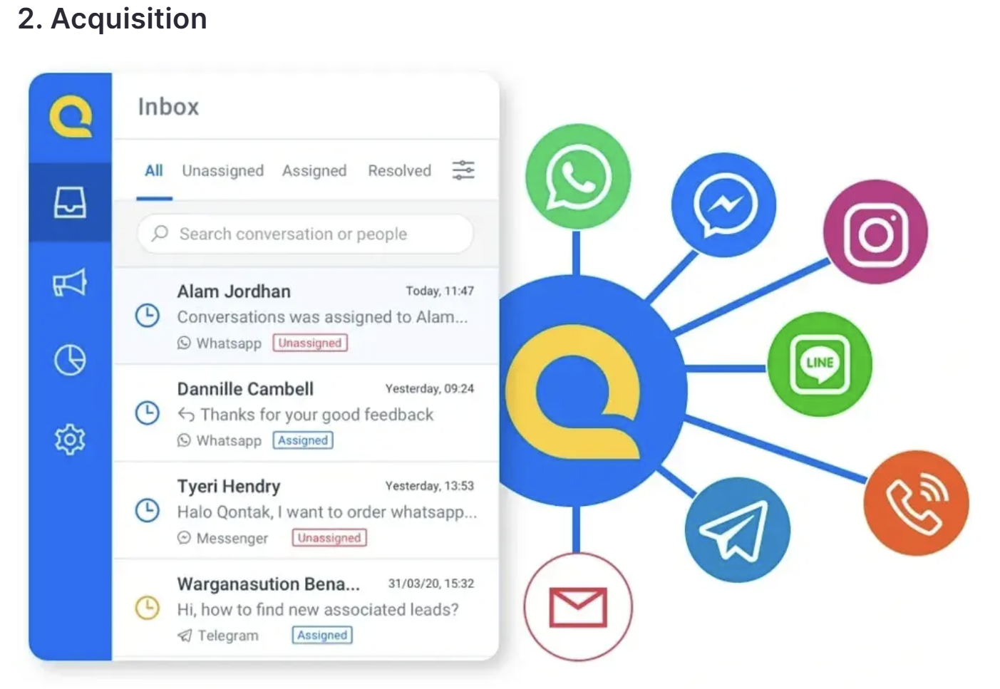 2. Acquisition
Inbox
All Unassigned Assigned Resolved
Search conversation or people
Alam Jordhan Today, 11:47
Conversations was assigned to Alam...
Whatsapp Unassigned
Dannille Cambell Yesterday, 09:24
Thanks for your good feedback
Whatsapp Assigned
Tyeri Hendry Yesterday, 13:53
Halo Qontak, I want to order whatsapp...
Messenger Unassigned
Warganasution Bena... 31/03/20, 15:32
Hi, how to find new associated leads?
Telegram Assigned
LINE